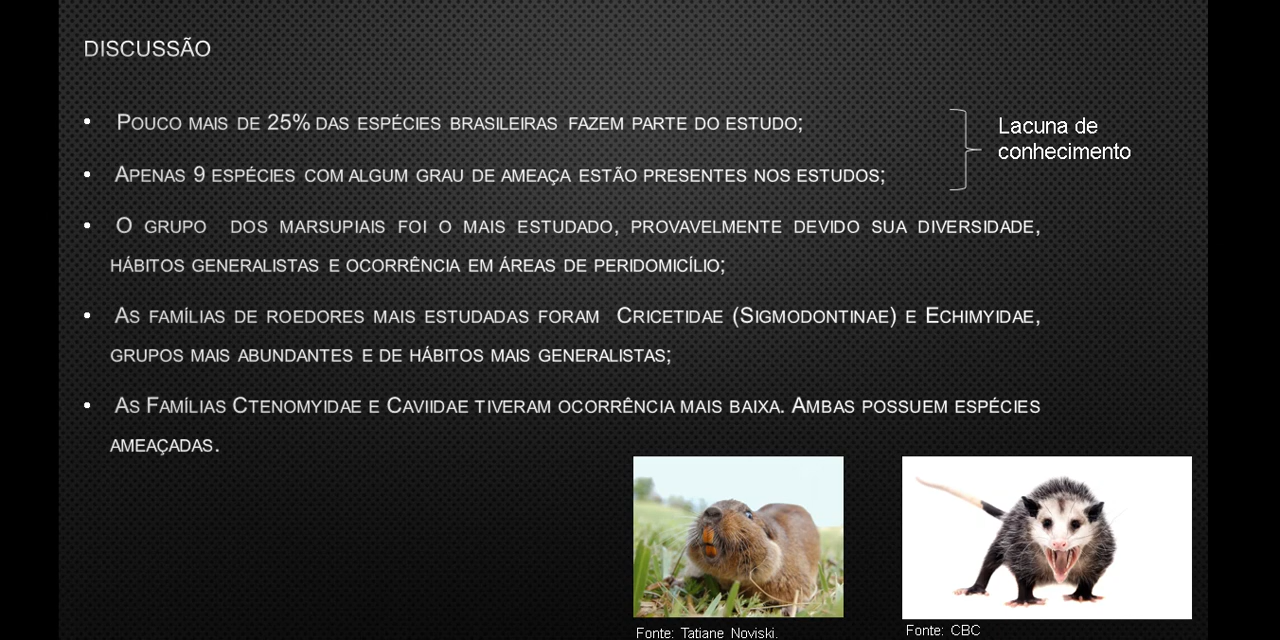 DISCUSSÃO
• POUCO MAIS DE 25% DAS ESPÉCIES BRASILEIRAS FAZEM PARTE DO ESTUDO;
• APENAS 9 ESPÉCIES COM ALGUM GRAU DE AMEAÇA ESTÃO PRESENTES NOS ESTUDOS;
Lacuna de
conhecimento
• O GRUPO DOS MARSUPIAIS FOI O MAIS ESTUDADO, PROVAVELMENTE DEVIDO SUA DIVERSIDADE,
HÁBITOS GENERALISTAS E OCORRÊNCIA EM ÁREAS DE PERIDOMICÍLIO;
• AS FAMÍLIAS DE ROEDORES MAIS ESTUDADAS FORAM CRICETIDAE (SIGMODONTINAE) E ECHIMYIDAE,
GRUPOS MAIS ABUNDANTES E DE HÁBITOS MAIS GENERALISTAS;
• AS FAMÍLIAS CTENOMYIDAE E CAVIIDAE TIVERAM OCORRÊNCIA MAIS BAIXA. AMBAS POSSUEM ESPÉCIES
AMEAÇADAS.
Fonte: Tatiane Noviski.
Fonte: CBC